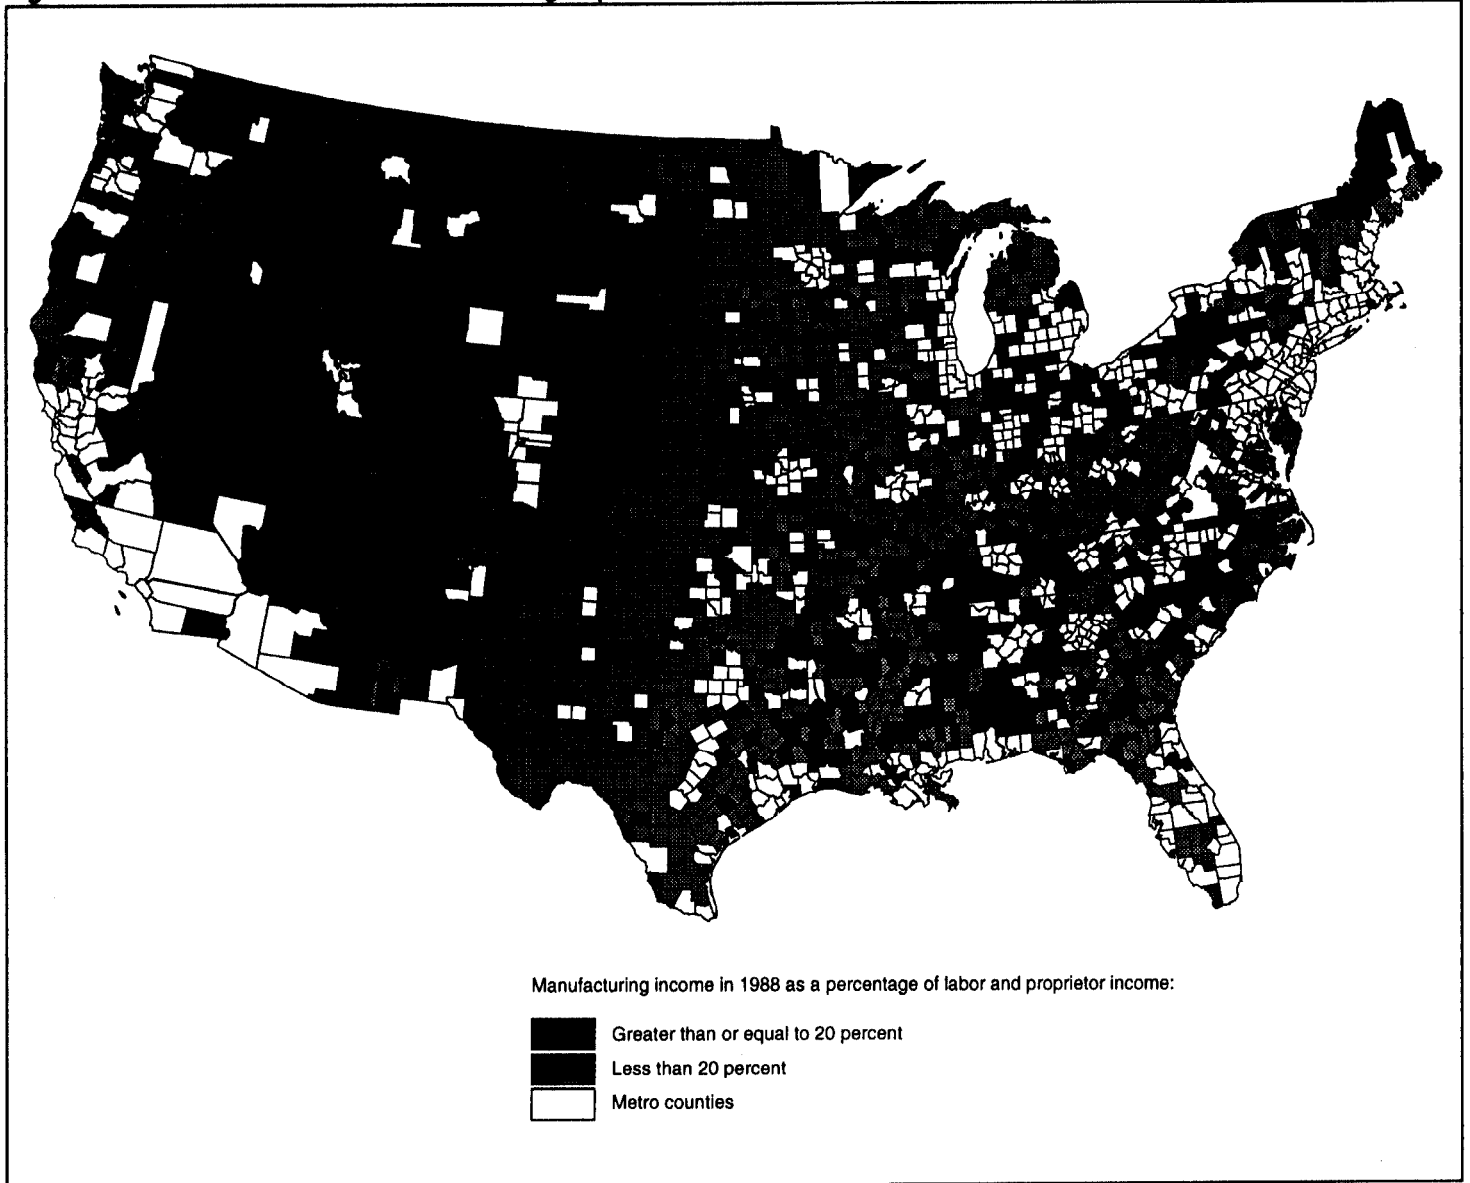 Manufacturing income in 1988 as a percentage of labor and proprietor income:
Greater than or equal to 20 percent
Less than 20 percent
Metro counties